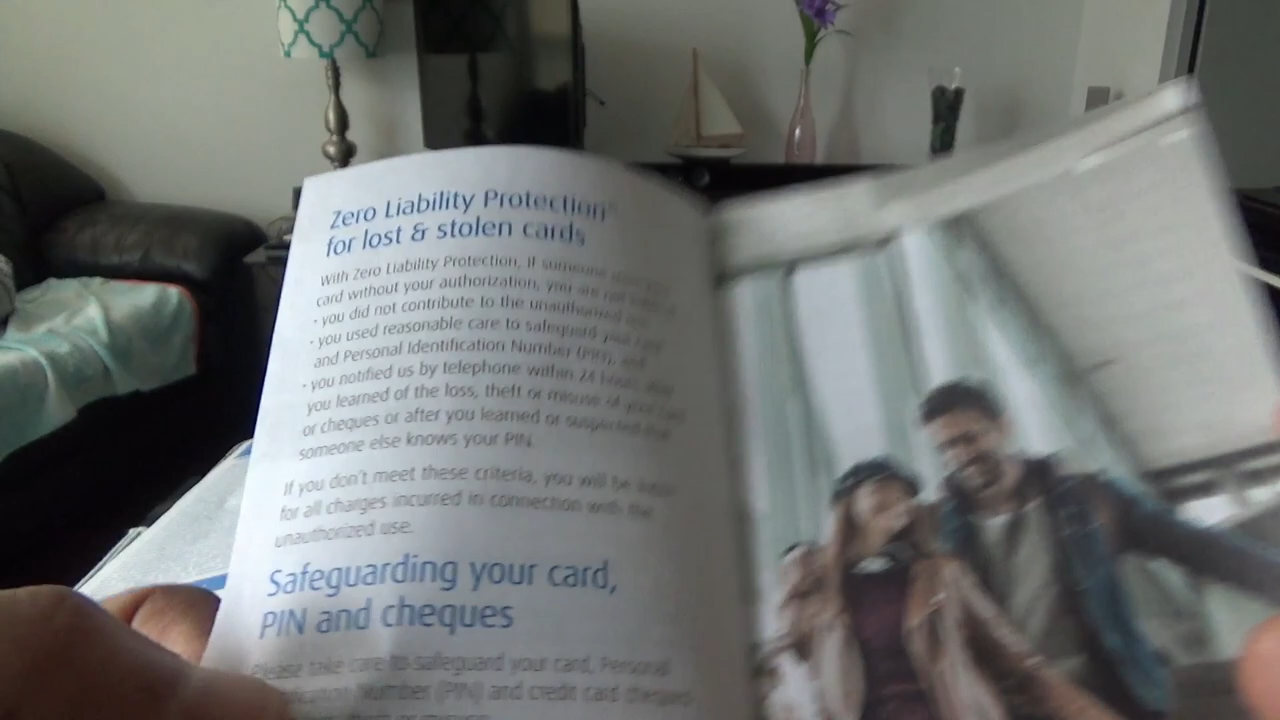 Zero Liability Protection
for lost & stolen cards
With Zero Liability Protection, if someone
card without your authorization, you are not
• you did not contribute to the unauthorized
• you used reasonable care to safeguard your
and Personal Identification Number (PIN), and
• you notified us by telephone within 24
you learned of the loss, theft or misuse of your
or cheques or after you learned or suspected that
someone else knows your PIN.
If you don't meet these criteria, you will be
for all charges incurred in connection with the
unauthorized use.
Safeguarding your card,
PIN and cheques
Please take care to safeguard your card, Personal
Number (PIN) and credit card cheques